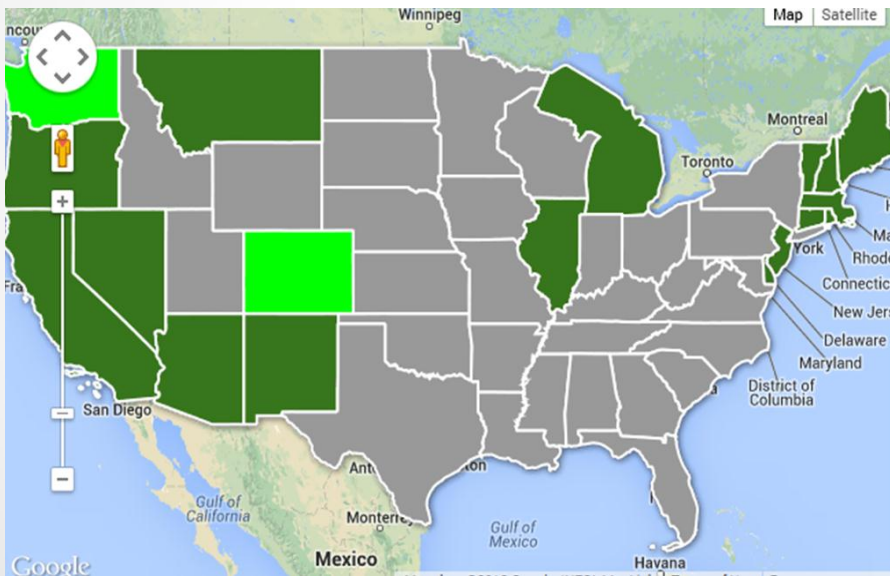 Winnipeg
Map
Satellite
Montreal
Toronto
York
Rhode
Connectic
New Jers
Delaware
Maryland
District of
Columbia
San Diego
Gulf of
California
Monterrey
Gulf of
Mexico
Mexico
Havana
Google